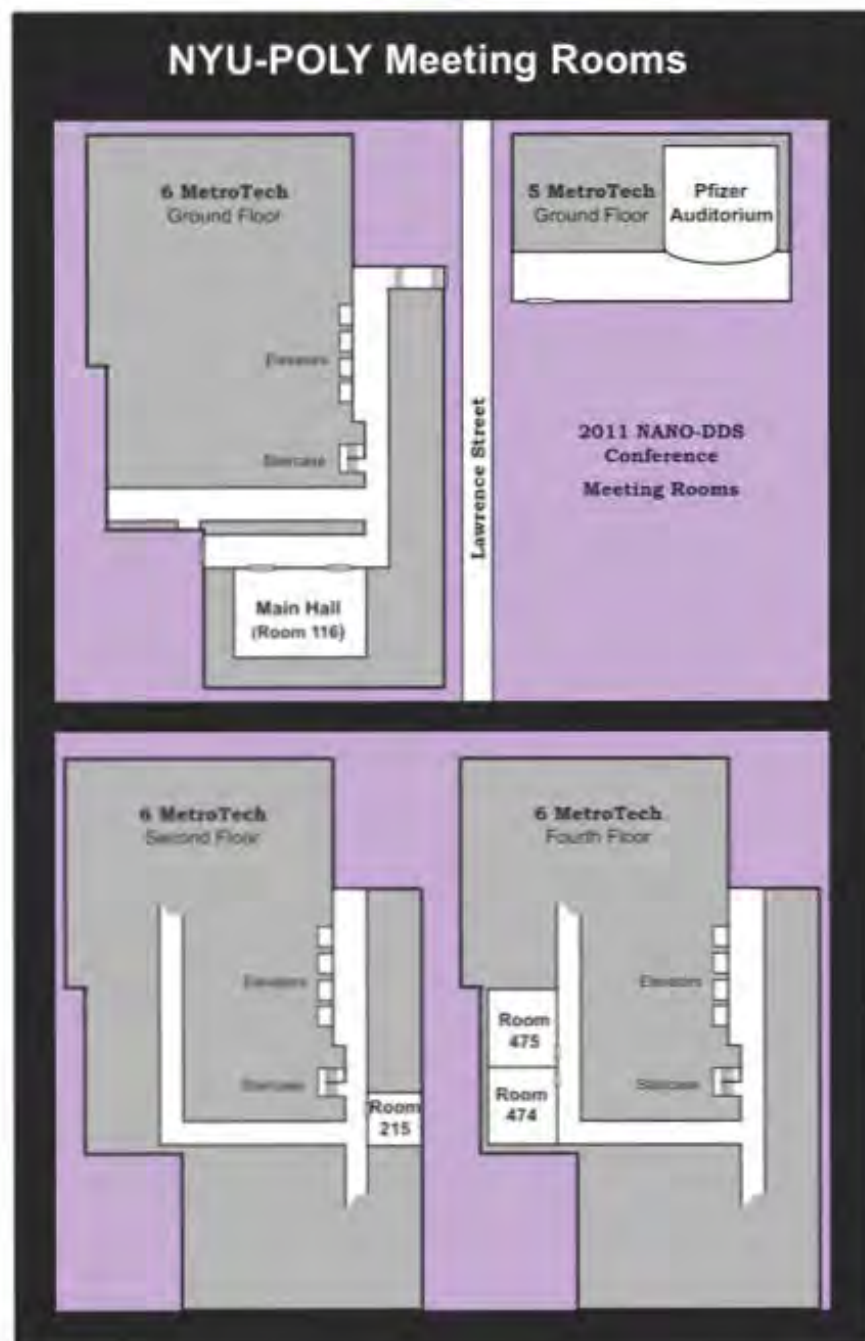 NYU-POLY Meeting Rooms
6 MetroTech
Ground Floor
Elevators
Staircase
Main Hall
(Room 116)
Lawrence Street
5 MetroTech
Ground Floor
Pfizer
Auditorium
2011 NANO-DDS
Conference
Meeting Rooms
6 MetroTech
Second Floor
Elevators
Staircase
Room
215
6 MetroTech
Fourth Floor
Elevators
Staircase
Room
475
Room
474